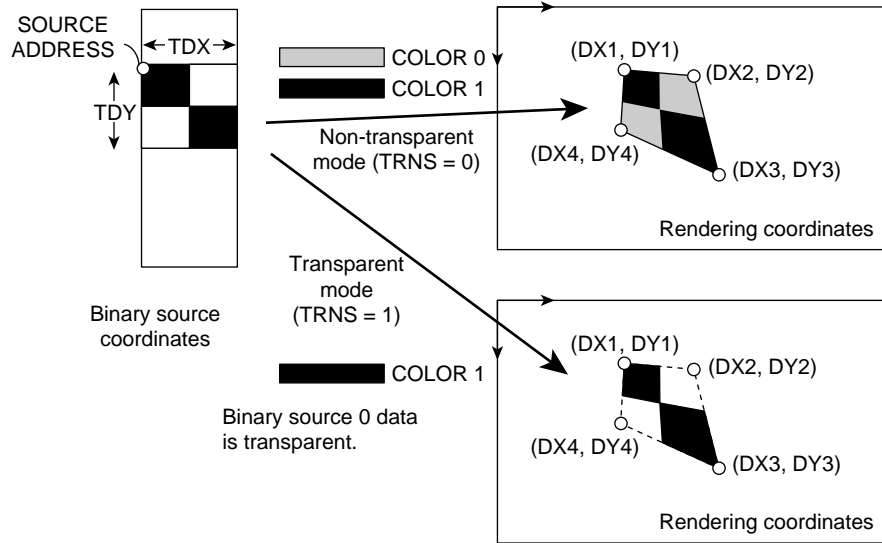 SOURCE
ADDRESS
TDX
TDY
Binary source
coordinates
COLOR 0
COLOR 1
Non-transparent
mode (TRNS = 0)
(DX1, DY1)
(DX2, DY2)
(DX4, DY4)
(DX3, DY3)
Rendering coordinates
Transparent
mode
(TRNS = 1)
COLOR 1
Binary source 0 data
is transparent.
(DX1, DY1)
(DX2, DY2)
(DX4, DY4)
(DX3, DY3)
Rendering coordinates